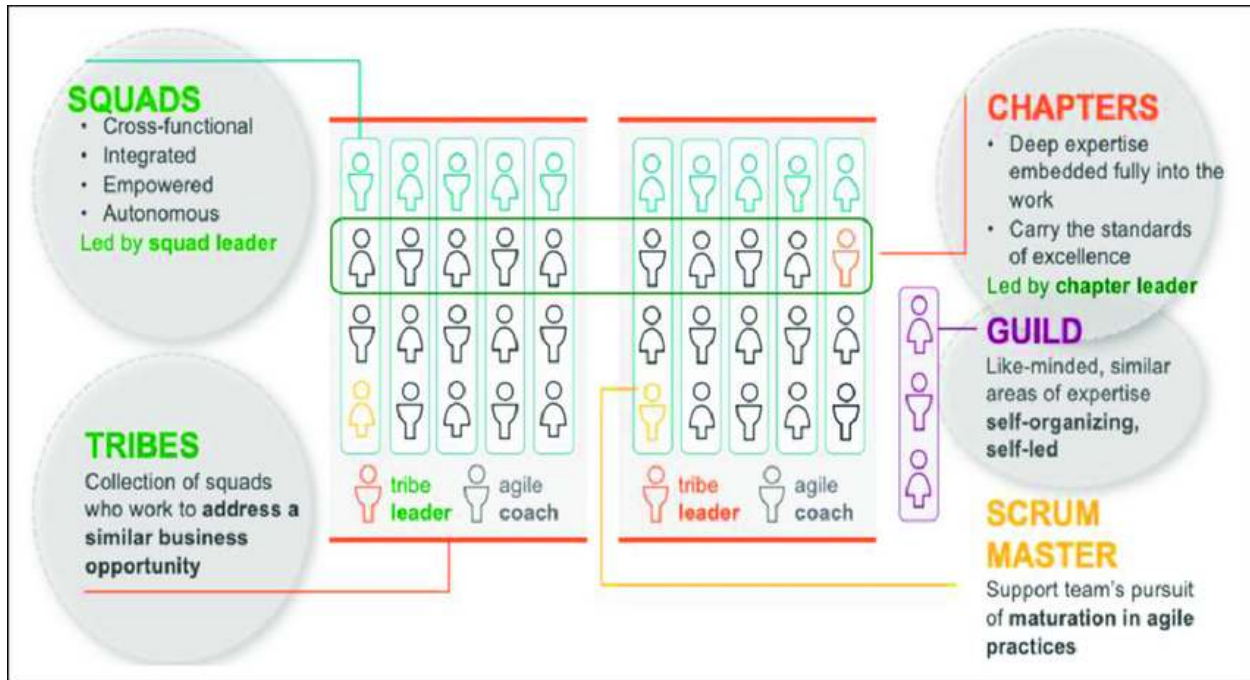 SQUADS
• Cross-functional
• Integrated
• Empowered
• Autonomous
Led by squad leader
TRIBES
Collection of squads
who work to address a
similar business
opportunity
tribe
leader
agile
coach
tribe
leader
agile
coach
CHAPTERS
• Deep expertise
embedded fully into the
work
• Carry the standards
of excellence
Led by chapter leader
GUILD
Like-minded, similar
areas of expertise
self-organizing,
self-led
SCRUM
MASTER
Support team's pursuit
of maturation in agile
practices